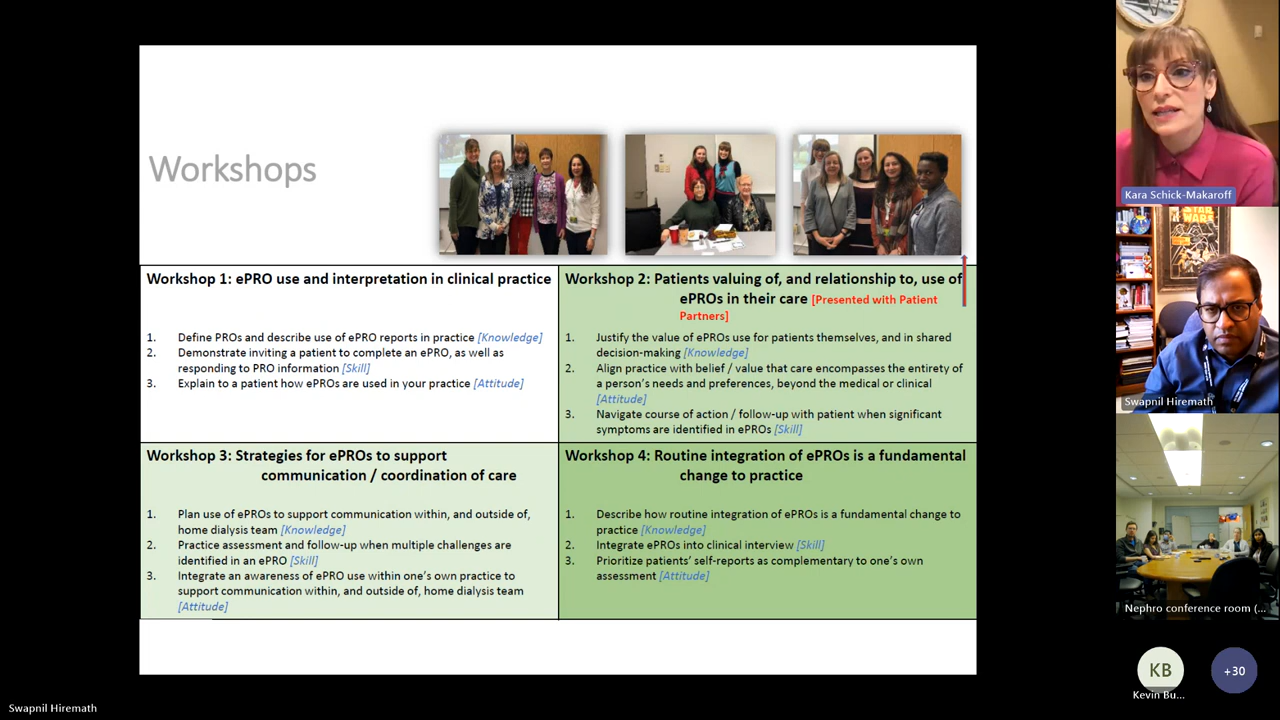 Workshops
Workshop 1: ePRO use and interpretation in clinical practice
1. Define PROs and describe use of ePRO reports in practice [Knowledge]
2. Demonstrate inviting a patient to complete an ePRO, as well as
responding to PRO information [Skill]
3. Explain to a patient how ePROs are used in your practice [Attitude]
Workshop 2: Patients valuing of, and relationship to, use of
ePROs in their care [Presented with Patient
Partners]
1. Justify the value of ePROs use for patients themselves, and in shared
decision-making [Knowledge]
2. Align practice with belief / value that care encompasses the entirety of
a person's needs and preferences, beyond the medical or clinical
[Attitude]
3. Navigate course of action / follow-up with patient when significant
symptoms are identified in ePROs [Skill]
Workshop 3: Strategies for ePROs to support
communication / coordination of care
1. Plan use of ePROs to support communication within, and outside of,
home dialysis team [Knowledge]
2. Practice assessment and follow-up when multiple challenges are
identified in an ePRO [Skill]
3. Integrate an awareness of ePRO use within one's own practice to
support communication within, and outside of, home dialysis team
[Attitude]
Workshop 4: Routine integration of ePROs is a fundamental
change to practice
1. Describe how routine integration of ePROs is a fundamental change to
practice [Knowledge]
2. Integrate ePROs into clinical interview [Skill]
3. Prioritize patients' self-reports as complementary to one's own
assessment [Attitude]
Kara Schick-Makaroff
STAR WARS
Swapnil Hiremath
Nephro conference room (...
KB
Kevin Bu...
+30
Swapnil Hiremath